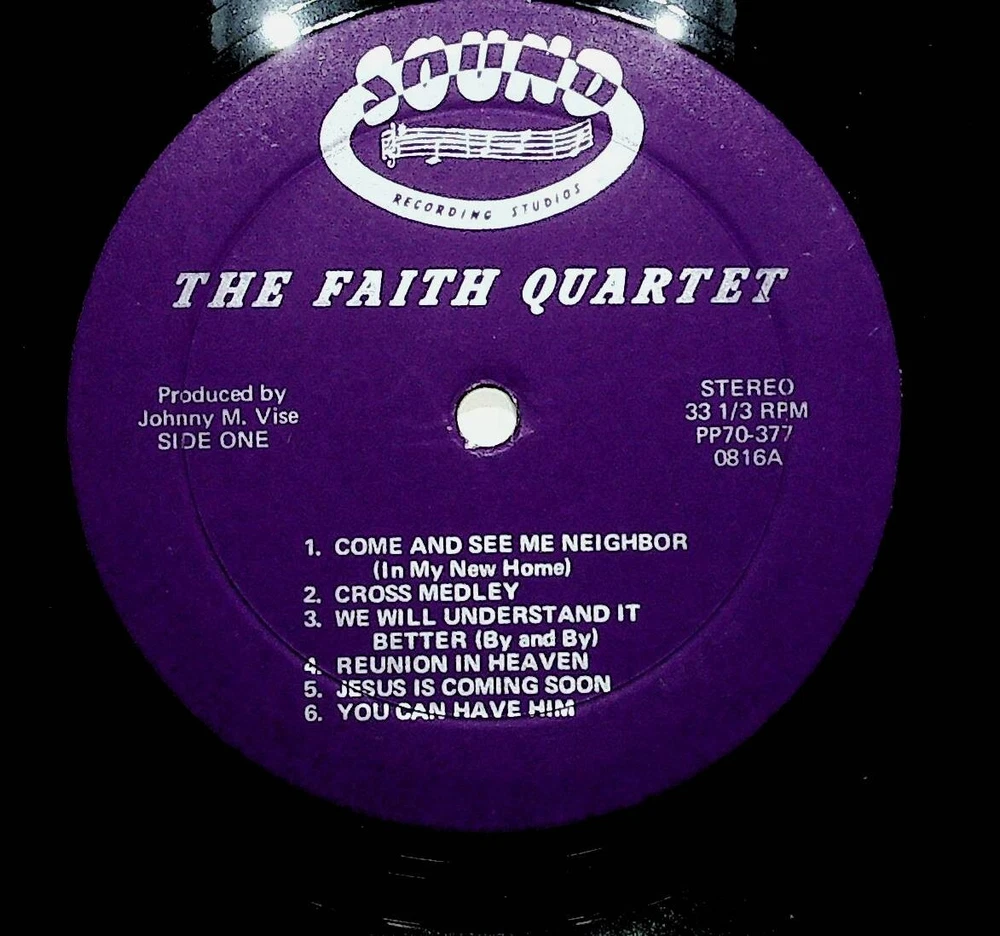 SOUND
RECORDING STUDIOS
THE FAITH QUARTET
Produced by
Johnny M. Vise
SIDE ONE
STEREO
33 1/3 RPM
PP70-377
0816A
1. COME AND SEE ME NEIGHBOR
(In My New Home)
2. CROSS MEDLEY
3. WE WILL UNDERSTAND IT
BETTER (By and By)
4. REUNION IN HEAVEN
5. JESUS IS COMING SOON
6. YOU CAN HAVE HIM